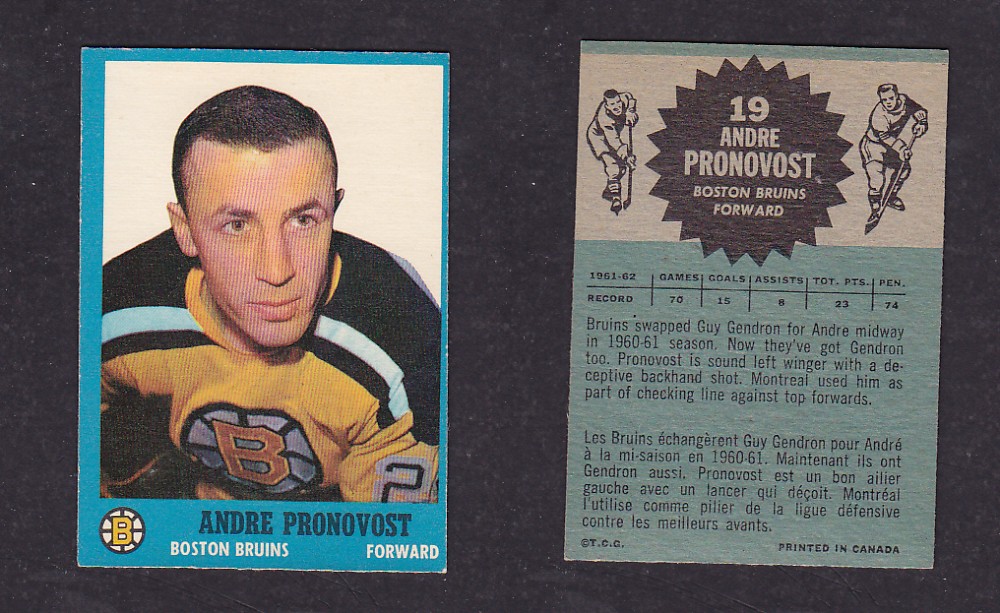 B
2
B
ANDRE PRONOVOST
BOSTON BRUINS FORWARD
19
ANDRE
PRONOVOST
BOSTON BRUINS
FORWARD
1961-62 GAMES GOALS ASSISTS TOT. PTS. PEN.
RECORD 70 15 8 23 74
Bruins swapped Guy Gendron for Andre midway
in 1960-61 season. Now they've got Gendron
too. Pronovost is sound left winger with a de-
ceptive backhand shot. Montreal used him as
part of checking line against top forwards.
Les Bruins échangèrent Guy Gendron pour André
à la mi-saison en 1960-61. Maintenant ils ont
Gendron aussi. Pronovost est un bon ailier
gauche avec un lancer qui déçoit. Montréal
l'utilise comme pilier de la ligue défensive
contre les meilleurs avants.
©T.C.G. PRINTED IN CANADA